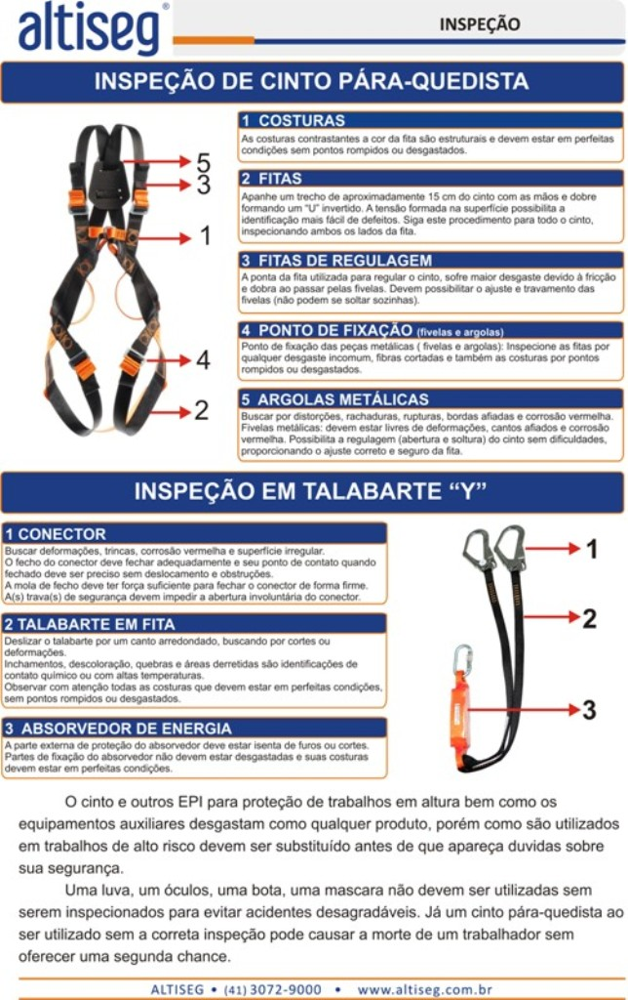 altiseg®
INSPEÇÃO
INSPEÇÃO DE CINTO PÁRA-QUEDISTA
5
3
1
4
2
1 COSTURAS
As costuras contrastantes a cor da fita são estruturais e devem estar em perfeitas
condições sem pontos rompidos ou desgastados.
2 FITAS
Apanhe um trecho de aproximadamente 15 cm do cinto com as mãos e dobre
formando um "U" invertido. A tensão formada na superfície possibilita a
identificação mais fácil de defeitos. Siga este procedimento para todo o cinto,
inspecionando ambos os lados da fita.
3 FITAS DE REGULAGEM
A ponta da fita utilizada para regular o cinto, sofre maior desgaste devido à fricção
e dobra ao passar pelas fivelas. Devem possibilitar o ajuste e travamento das
fivelas (não podem se soltar sozinhas).
4 PONTO DE FIXAÇÃO (fivelas e argolas)
Ponto de fixação das peças metálicas ( fivelas e argolas): Inspecione as fitas por
qualquer desgaste incomum, fibras cortadas e também as costuras por pontos
rompidos ou desgastados.
5 ARGOLAS METÁLICAS
Buscar por distorções, rachaduras, rupturas, bordas afiadas e corrosão vermelha.
Fivelas metálicas: devem estar livres de deformações, cantos afiados e corrosão
vermelha. Possibilita a regulagem (abertura e soltura) do cinto sem dificuldades,
proporcionando o ajuste correto e seguro da fita.
INSPEÇÃO EM TALABARTE “Y”
1 CONECTOR
Buscar deformações, trincas, corrosão vermelha e superfície irregular.
O fecho do conector deve fechar adequadamente e seu ponto de contato quando
fechado deve ser preciso sem deslocamento e obstruções.
A mola de fecho deve ter força suficiente para fechar o conector de forma firme.
A(s) trava(s) de segurança devem impedir a abertura involuntária do conector.
2 TALABARTE EM FITA
Deslizar o talabarte por um canto arredondado, buscando por cortes ou
deformações.
Inchamentos, descoloração, quebras e áreas derretidas são identificações de
contato químico ou com altas temperaturas.
Observar com atenção todas as costuras que devem estar em perfeitas condições,
sem pontos rompidos ou desgastados.
3 ABSORVEDOR DE ENERGIA
A parte externa de proteção do absorvedor deve estar isenta de furos ou cortes.
Partes de fixação do absorvedor não devem estar desgastadas e suas costuras
devem estar em perfeitas condições.
1
2
3
O cinto e outros EPI para proteção de trabalhos em altura bem como os
equipamentos auxiliares desgastam como qualquer produto, porém como são utilizados
em trabalhos de alto risco devem ser substituído antes de que apareça duvidas sobre
sua segurança.
Uma luva, um óculos, uma bota, uma mascara não devem ser utilizadas sem
serem inspecionados para evitar acidentes desagradáveis. Já um cinto pára-quedista ao
ser utilizado sem a correta inspeção pode causar a morte de um trabalhador sem
oferecer uma segunda chance.
ALTISEG • (41) 3072-9000 • www.altiseg.com.br